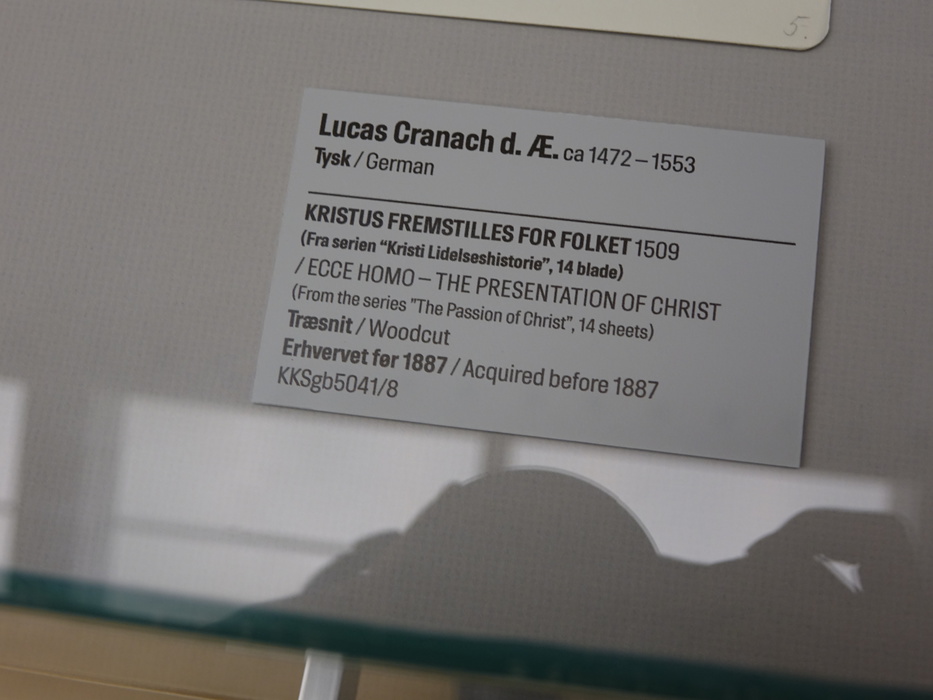 5.
Lucas Cranach d. Æ. ca 1472 – 1553
Tysk / German
KRISTUS FREMSTILLES FOR FOLKET 1509
(Fra serien “Kristi Lidelseshistorie”, 14 blade)
/ ECCE HOMO – THE PRESENTATION OF CHRIST
(From the series "The Passion of Christ", 14 sheets)
Træsnit / Woodcut
Erhvervet før 1887 / Acquired before 1887
KKSgb5041/8